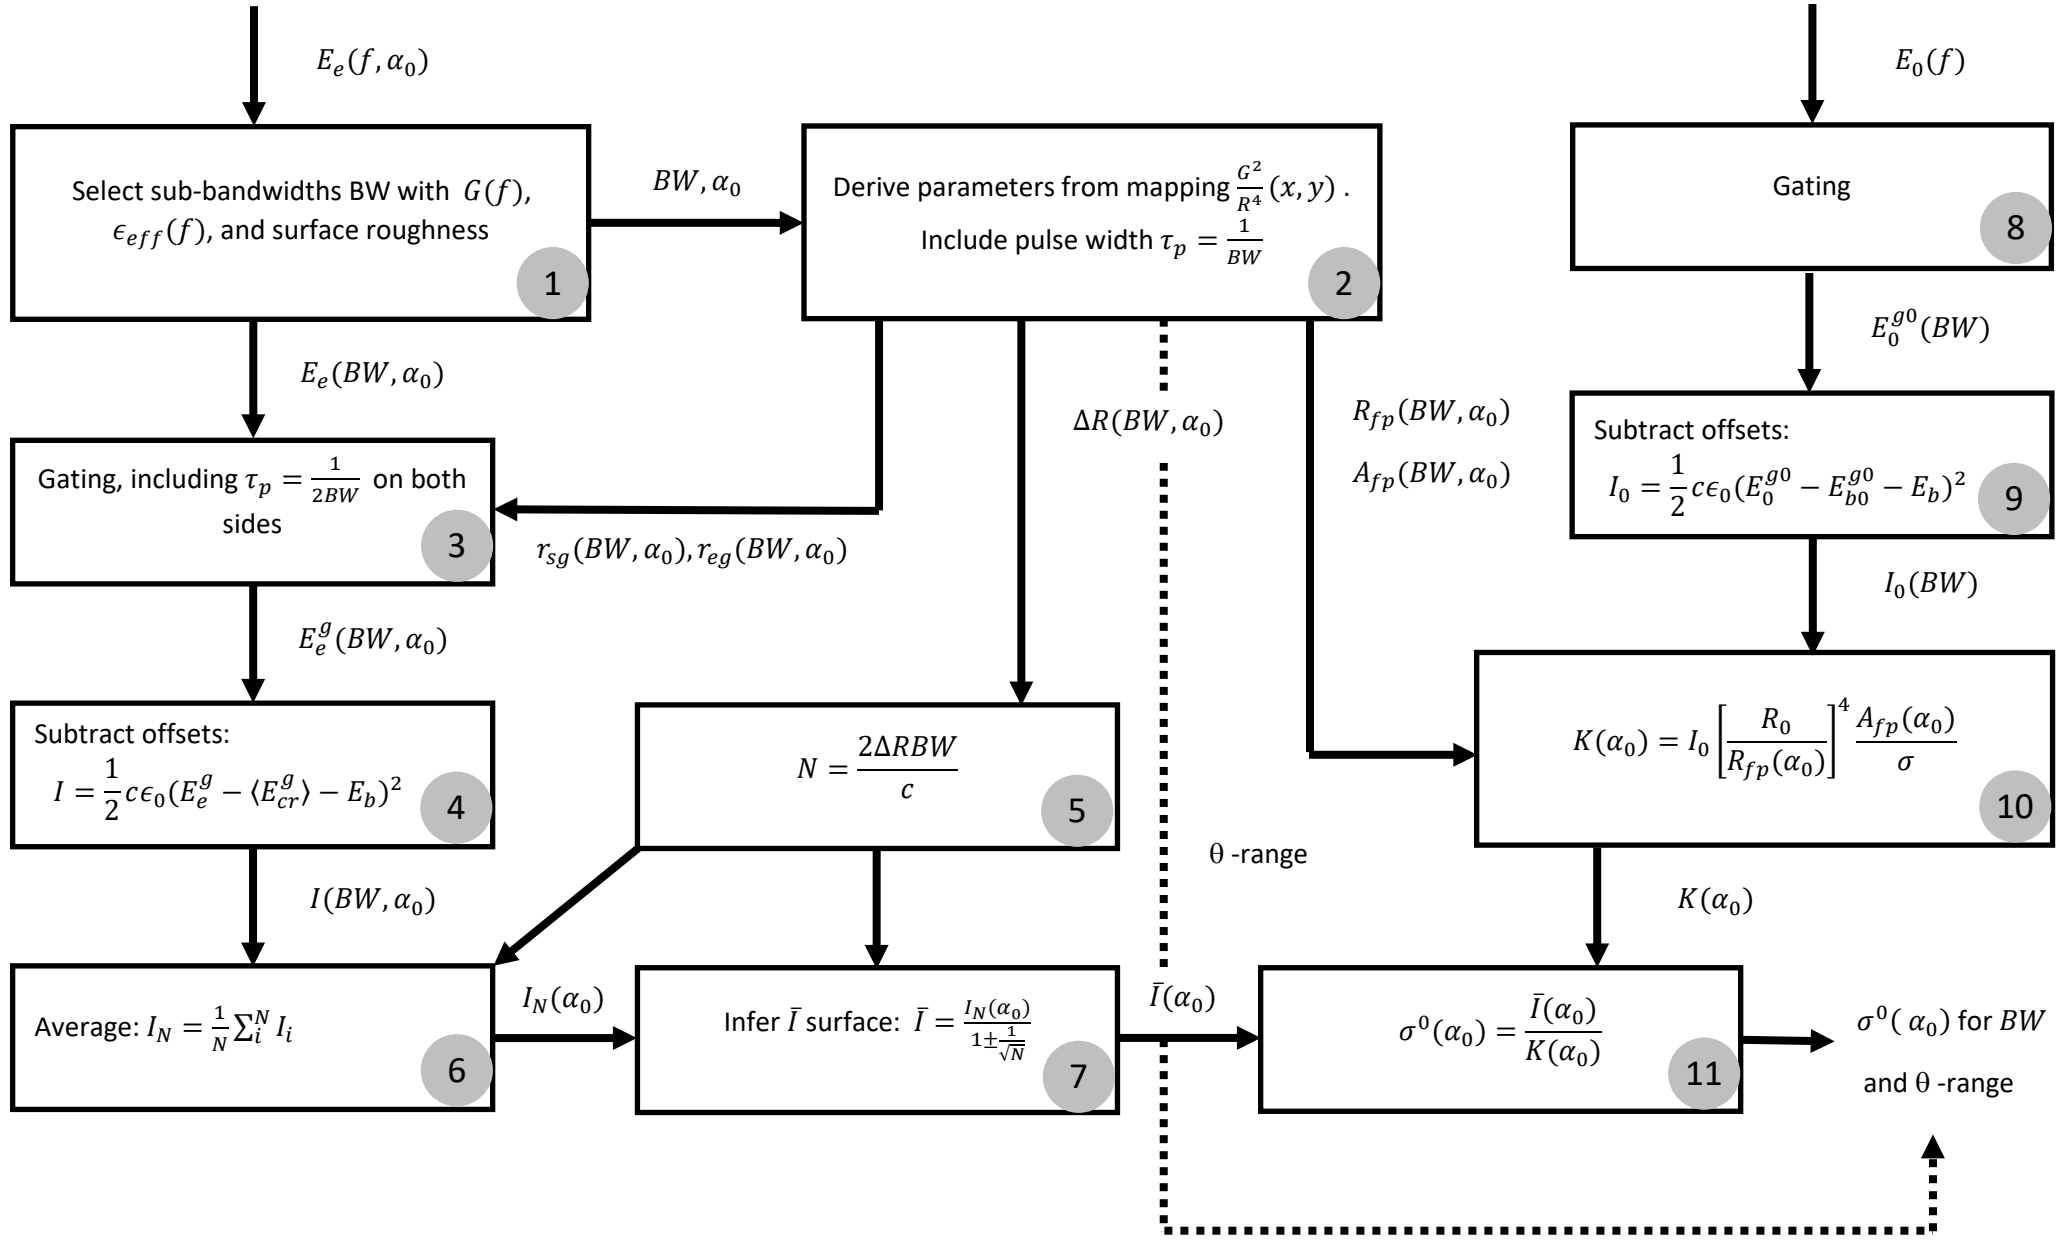 E_e(f, α_0)
E_0(f)
Select sub-bandwidths BW with G(f),
ϵ_eff(f), and surface roughness
1
BW, α_0
Derive parameters from mapping G^2/R^4 (x, y) .
Include pulse width τ_p = 1/BW
2
Gating
8
E_e(BW, α_0)
E_0^{g0}(BW)
Gating, including τ_p = 1/2BW on both
sides
3
r_sg(BW, α_0), r_eg(BW, α_0)
ΔR(BW, α_0)
R_fp(BW, α_0)
A_fp(BW, α_0)
Subtract offsets:
I_0 = 1/2 cϵ_0(E_0^{g0} − E_{b0}^{g0} − E_b)^2
9
E_e^g(BW, α_0)
I_0(BW)
Subtract offsets:
I = 1/2 cϵ_0(E_e^g − ⟨E_cr^g⟩ − E_b)^2
4
N = 2ΔRBW/c
5
K(α_0) = I_0 [R_0/R_fp(α_0)]^4 A_fp(α_0)/σ
10
θ -range
I(BW, α_0)
K(α_0)
Average: I_N = 1/N ∑_i^N I_i
6
I_N(α_0)
Infer Ī surface: Ī = I_N(α_0)/(1±1/√N)
7
Ī(α_0)
σ^0(α_0) = Ī(α_0)/K(α_0)
11
σ^0( α_0) for BW
and θ -range